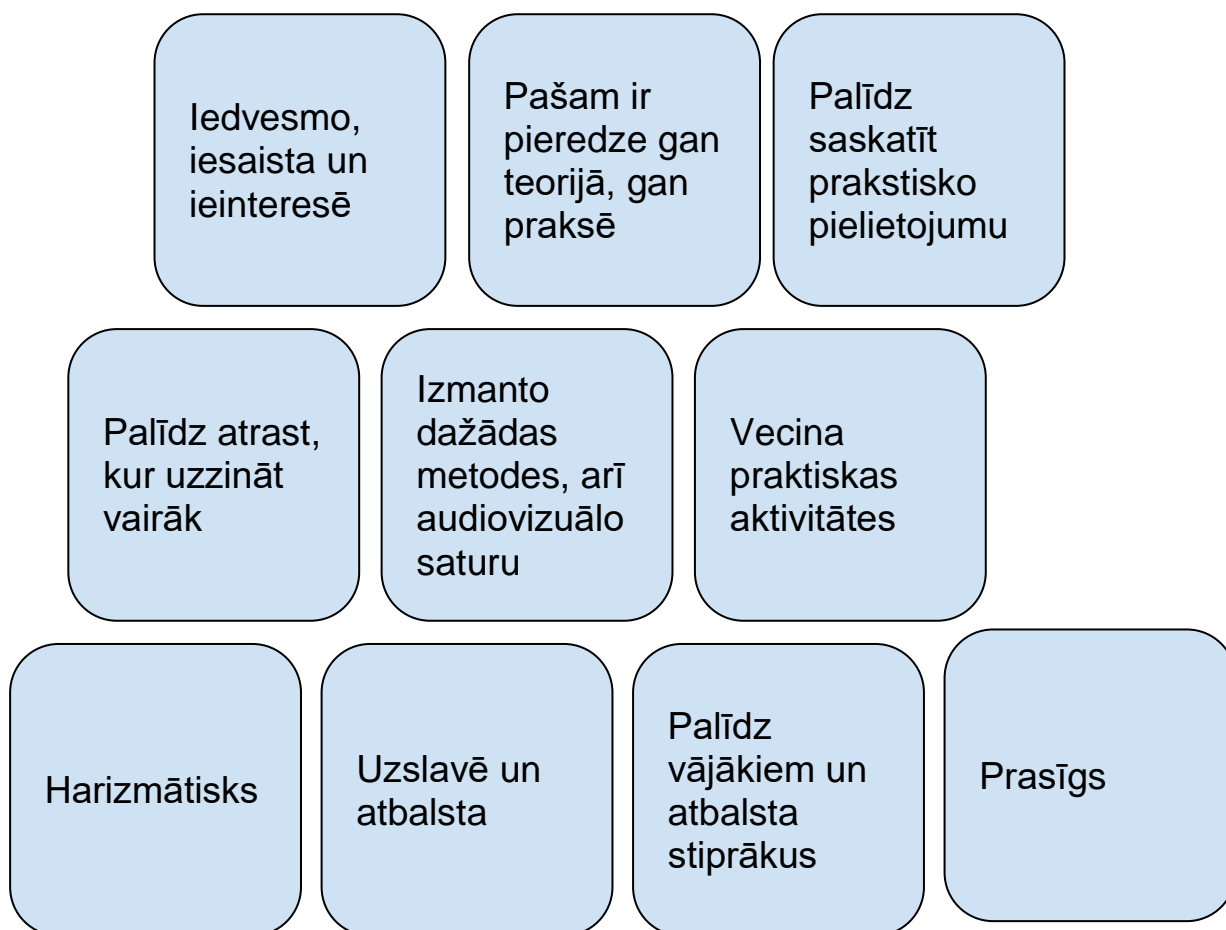 Iedvesmo,
iesaista un
ieinteresē
Pašam ir
pieredze gan
teorijā, gan
praksē
Palīdz
saskatīt
prakstisko
pielietojumu
Palīdz atrast,
kur uzzināt
vairāk
Izmanto
dažādas
metodes, arī
audiovizuālo
saturu
Vecina
praktiskas
aktivitātes
Harizmātisks
Uzslavē un
atbalsta
Palīdz
vājākiem un
atbalsta
stiprākus
Prasīgs